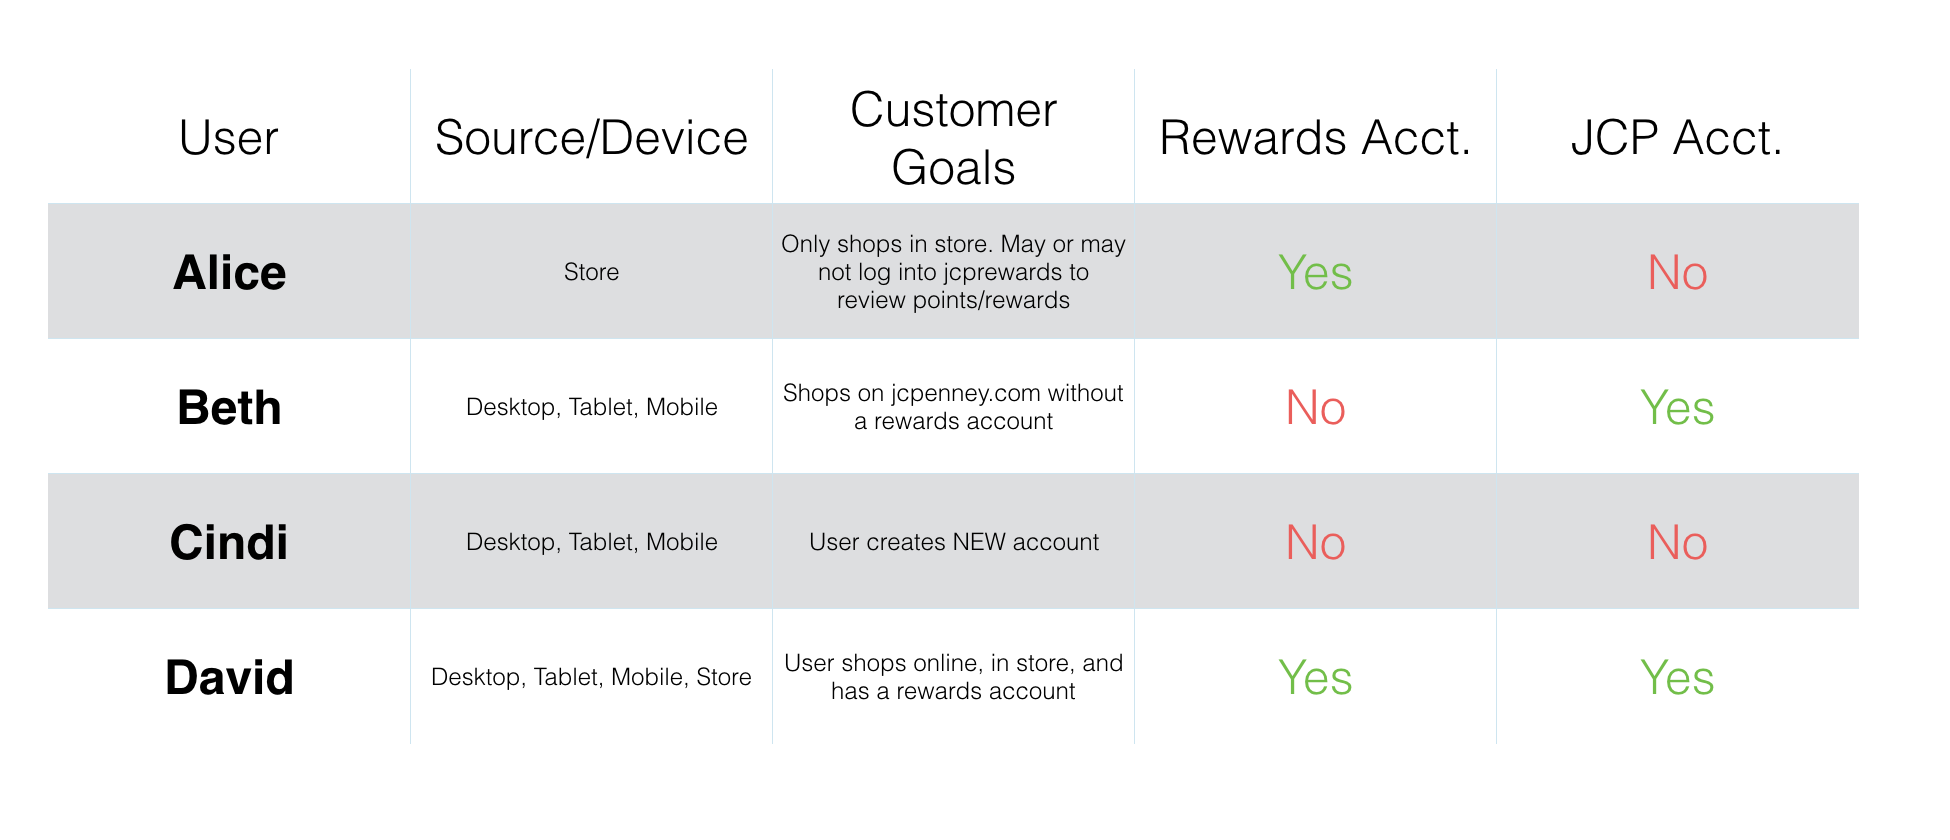 User
Source/Device
Customer
Goals
Rewards Acct.
JCP Acct.
Alice
Store
Only shops in store. May or may
not log into jcprewards to
review points/rewards
Yes
No
Beth
Desktop, Tablet, Mobile
Shops on jcpenney.com without
a rewards account
No
Yes
Cindi
Desktop, Tablet, Mobile
User creates NEW account
No
No
David
Desktop, Tablet, Mobile, Store
User shops online, in store, and
has a rewards account
Yes
Yes